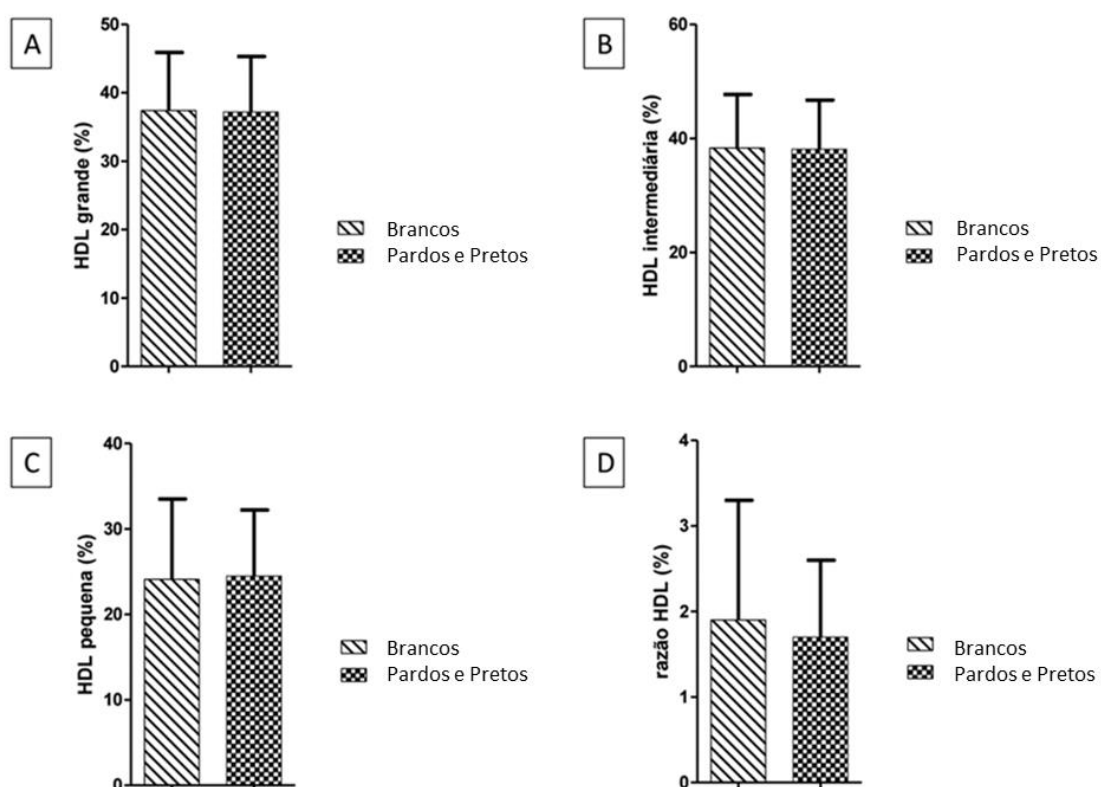 A
HDL grande (%)
50
40
30
20
10
0
Brancos
Pardos e Pretos
B
HDL intermediária (%)
60
40
20
0
Brancos
Pardos e Pretos
C
HDL pequena (%)
40
30
20
10
0
Brancos
Pardos e Pretos
D
razão HDL (%)
4
3
2
1
0
Brancos
Pardos e Pretos